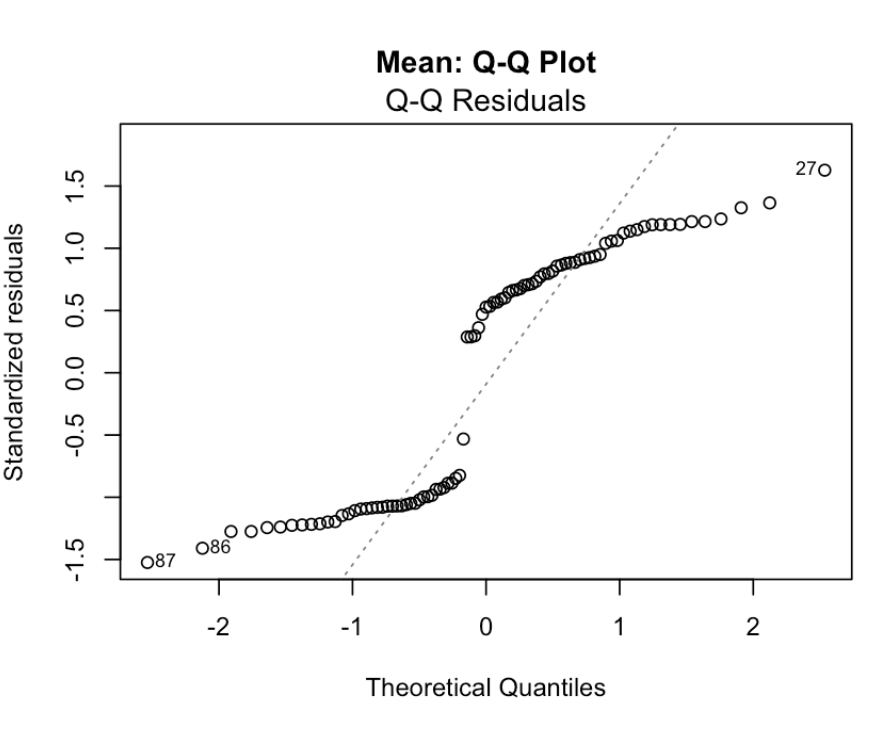 Mean: Q-Q Plot
Q-Q Residuals
Standardized residuals
1.5
1.0
0.5
0.0
-0.5
-1.5
27
86
87
-2 -1 0 1 2
Theoretical Quantiles